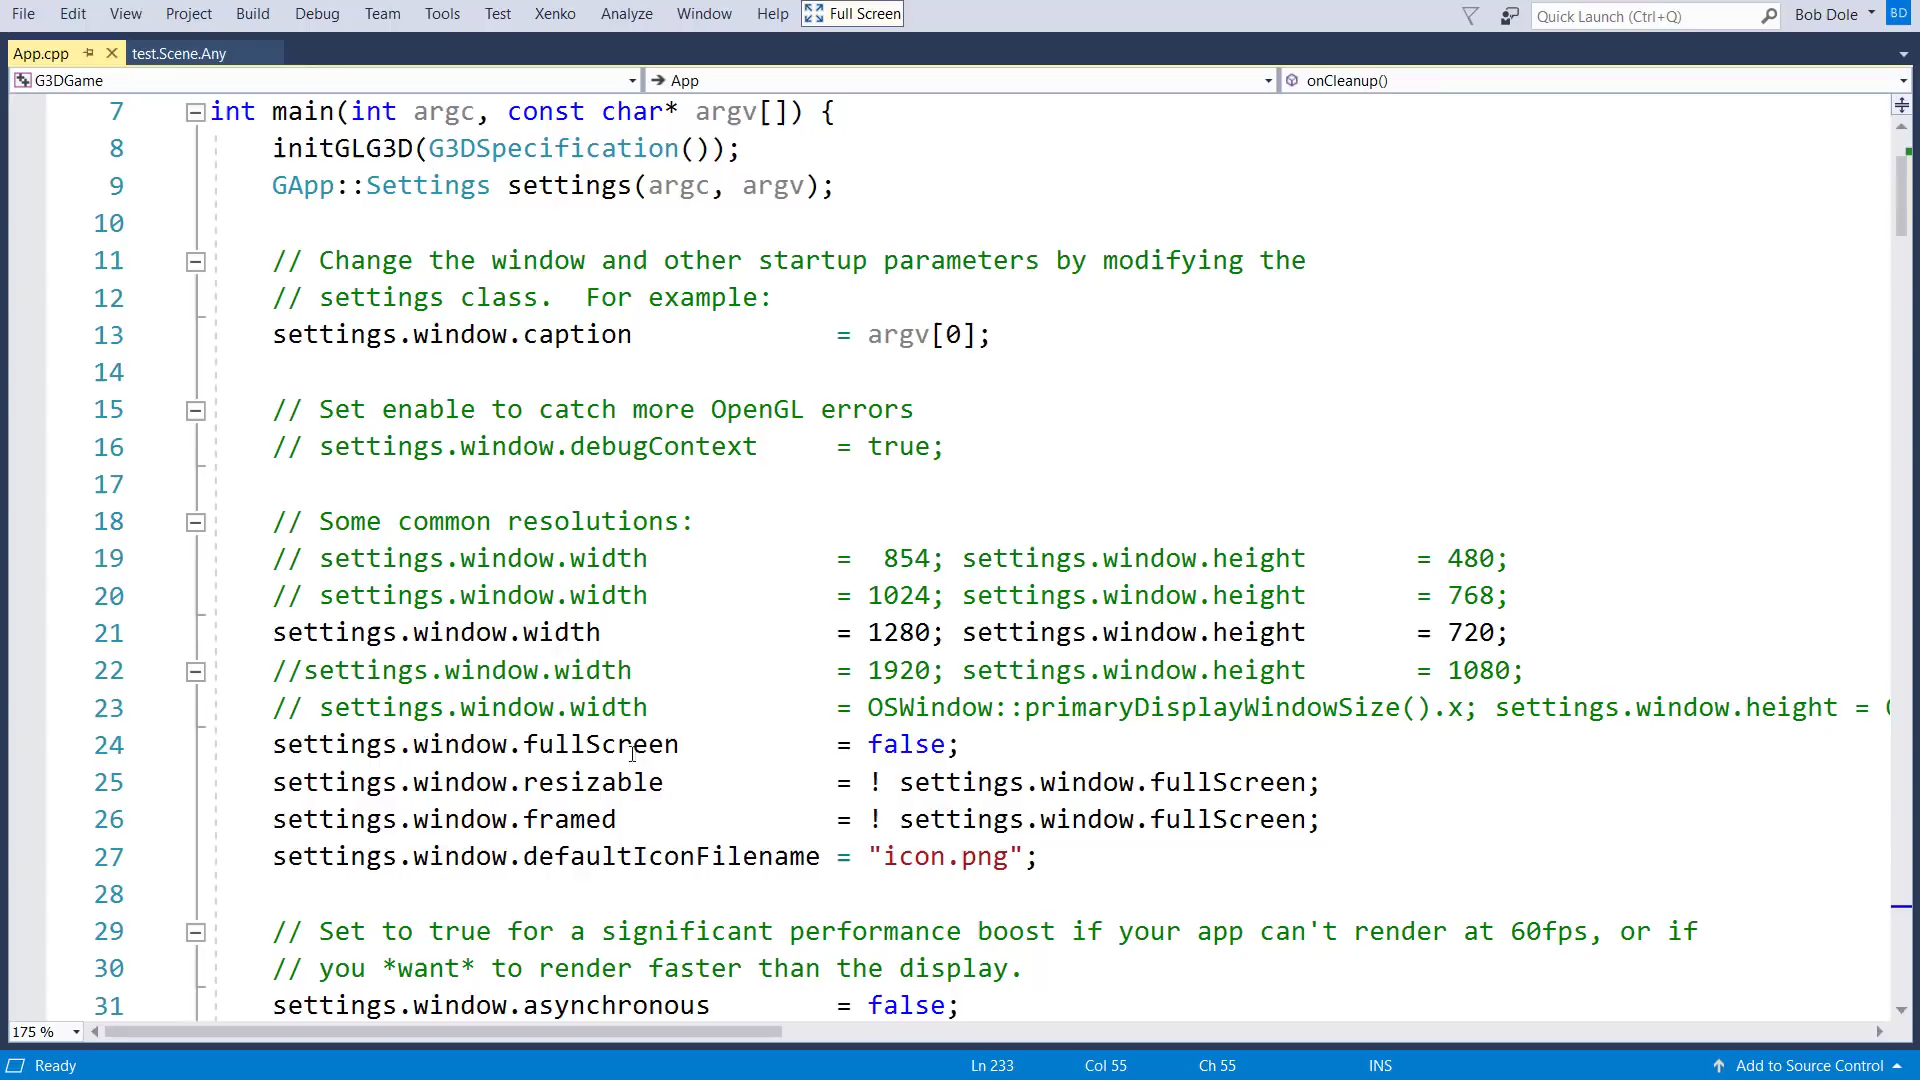 File Edit View Project Build Debug Team Tools Test Xenko Analyze Window Help Full Screen Quick Launch (Ctrl+Q) Bob Dole BD
App.cpp test.Scene.Any
G3DGame App onCleanup()
7 int main(int argc, const char* argv[]) {
8 initGLG3D(G3DSpecification());
9 GApp::Settings settings(argc, argv);
10
11 // Change the window and other startup parameters by modifying the
12 // settings class.  For example:
13 settings.window.caption = argv[0];
14
15 // Set enable to catch more OpenGL errors
16 // settings.window.debugContext = true;
17
18 // Some common resolutions:
19 // settings.window.width = 854; settings.window.height = 480;
20 // settings.window.width = 1024; settings.window.height = 768;
21 settings.window.width = 1280; settings.window.height = 720;
22 //settings.window.width = 1920; settings.window.height = 1080;
23 // settings.window.width = OSWindow::primaryDisplayWindowSize().x; settings.window.height =
24 settings.window.fullScreen = false;
25 settings.window.resizable = ! settings.window.fullScreen;
26 settings.window.framed = ! settings.window.fullScreen;
27 settings.window.defaultIconFilename = "icon.png";
28
29 // Set to true for a significant performance boost if your app can't render at 60fps, or if
30 // you *want* to render faster than the display.
31 settings.window.asynchronous = false;
175 %
Ready Ln 233 Col 55 Ch 55 INS Add to Source Control